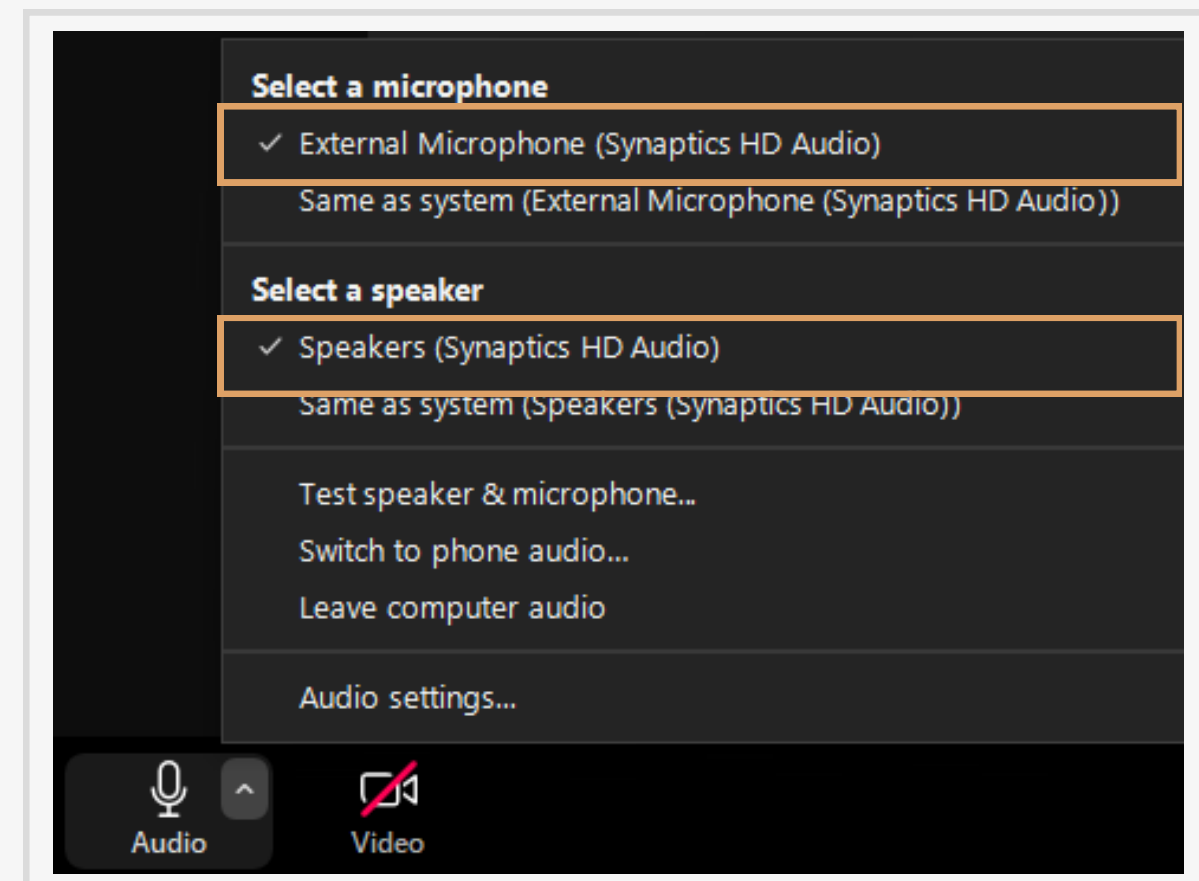 Select a microphone
External Microphone (Synaptics HD Audio)
Same as system (External Microphone (Synaptics HD Audio))
Select a speaker
Speakers (Synaptics HD Audio)
Same as system (Speakers (Synaptics HD Audio))
Test speaker & microphone...
Switch to phone audio...
Leave computer audio
Audio settings...
Audio
Video